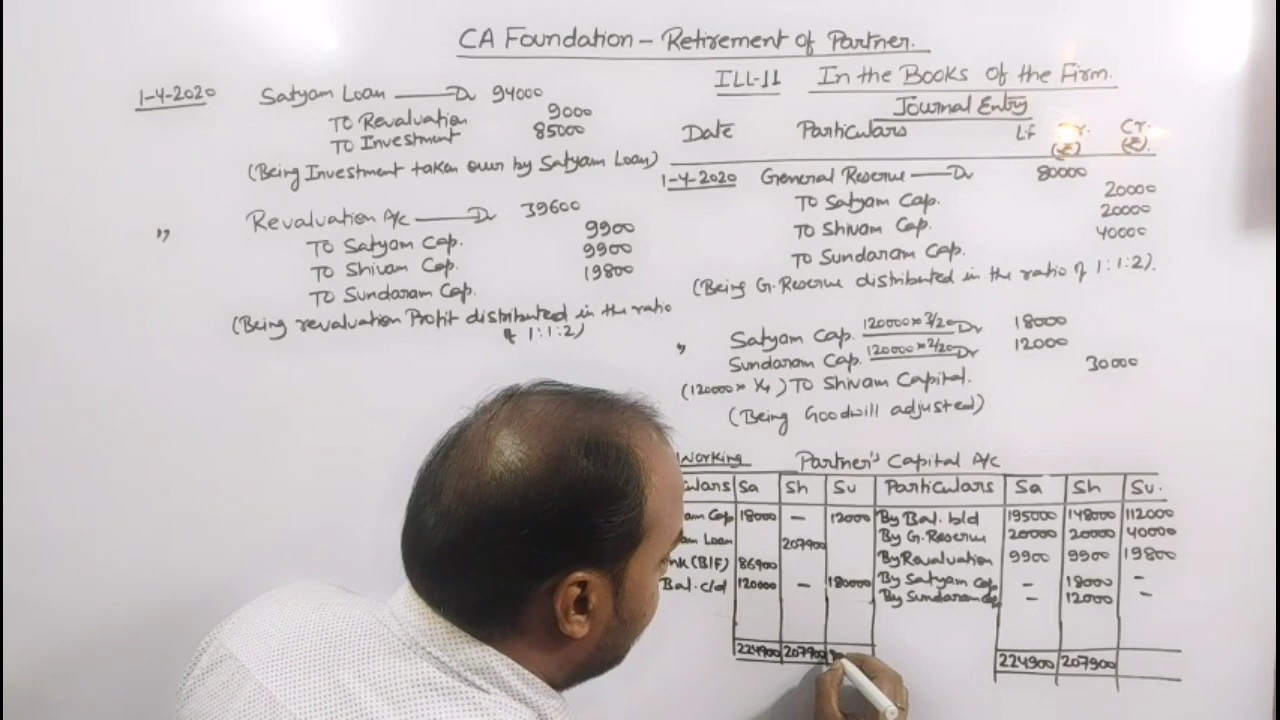 CA Foundation - Retirement of Partner.
1-4-2020 Satyam Loan Dr 94000
To Revaluation 9000
To Investment 85000
(Being Investment taken over by Satyam Loan)
" Revaluation A/c Dr 39600
To Satyam Cap. 9900
To Shivam Cap. 9900
To Sundaram Cap. 19800
(Being revaluation Profit distributed in the ratio
of 1:1:2)
ILL-11 In the Books of the Firm.
Journal Entry
Date Particulars Lf Dr. (₹) Cr. (₹)
1-4-2020 General Reserve Dr 80000
To Satyam Cap. 20000
To Shivam Cap. 20000
To Sundaram Cap. 40000
(Being G. Reserve distributed in the ratio of 1:1:2).
" Satyam Cap. 120000×3/20 Dr 18000
Sundaram Cap. 120000×2/20 Dr 12000
(120000× 1/4) To Shivam Capital. 30000
(Being Goodwill adjusted)
Working Partner's Capital A/c
Sa Sh Su Particulars Sa Sh Su.
Cap 18000 - 12000 By Bal. b/d 195000 148000 112000
Loan 207900 By G. Reserve 20000 20000 40000
(B/F) 86900 By Revaluation 9900 9900 19800
Bal. c/d 120000 - 180000 By Satyam Cap - 18000 -
By Sundaram Cap - 12000 -
224900 207900 224900 207900